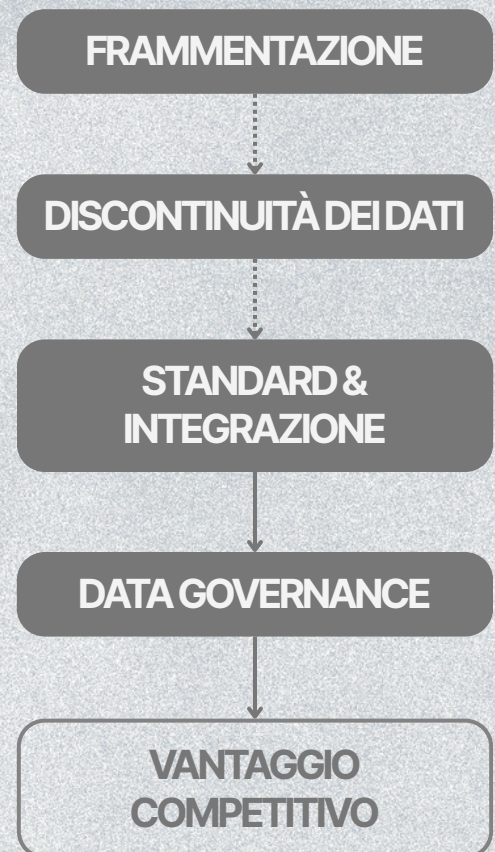 FRAMMENTAZIONE
DISCONTINUITÀ DEI DATI
STANDARD &
INTEGRAZIONE
DATA GOVERNANCE
VANTAGGIO
COMPETITIVO